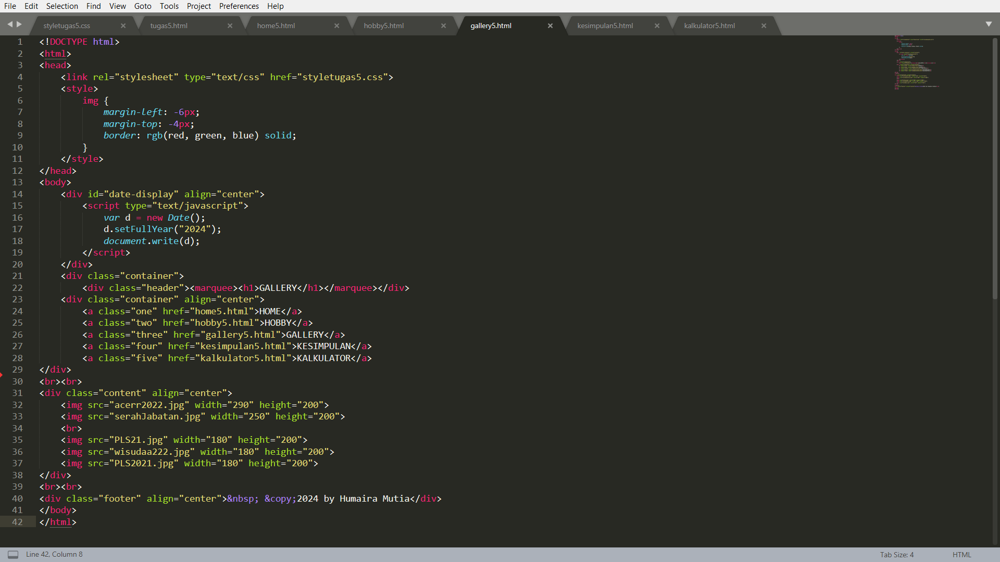 File Edit Selection Find View Goto Tools Project Preferences Help
styletugas5.css tugas5.html home5.html hobby5.html gallery5.html kesimpulan5.html kalkulator5.html
1 <!DOCTYPE html>
2 <html>
3 <head>
4 <link rel="stylesheet" type="text/css" href="styletugas5.css">
5 <style>
6 img {
7 margin-left: -6px;
8 margin-top: -4px;
9 border: rgb(red, green, blue) solid;
10 }
11 </style>
12 </head>
13 <body>
14 <div id="date-display" align="center">
15 <script type="text/javascript">
16 var d = new Date();
17 d.setFullYear("2024");
18 document.write(d);
19 </script>
20 </div>
21 <div class="container">
22 <div class="header"><marquee><h1>GALLERY</h1></marquee></div>
23 <div class="container" align="center">
24 <a class="one" href="home5.html">HOME</a>
25 <a class="two" href="hobby5.html">HOBBY</a>
26 <a class="three" href="gallery5.html">GALLERY</a>
27 <a class="four" href="kesimpulan5.html">KESIMPULAN</a>
28 <a class="five" href="kalkulator5.html">KALKULATOR</a>
29 </div>
30 <br><br>
31 <div class="content" align="center">
32 <img src="acerr2022.jpg" width="290" height="200">
33 <img src="serahJabatan.jpg" width="250" height="200">
34 <br>
35 <img src="PLS21.jpg" width="180" height="200">
36 <img src="wisudaa222.jpg" width="180" height="200">
37 <img src="PLS2021.jpg" width="180" height="200">
38 </div>
39 <br><br>
40 <div class="footer" align="center">&nbsp; &copy;2024 by Humaira Mutia</div>
41 </body>
42 </html>
Line 42, Column 8 Tab Size: 4 HTML